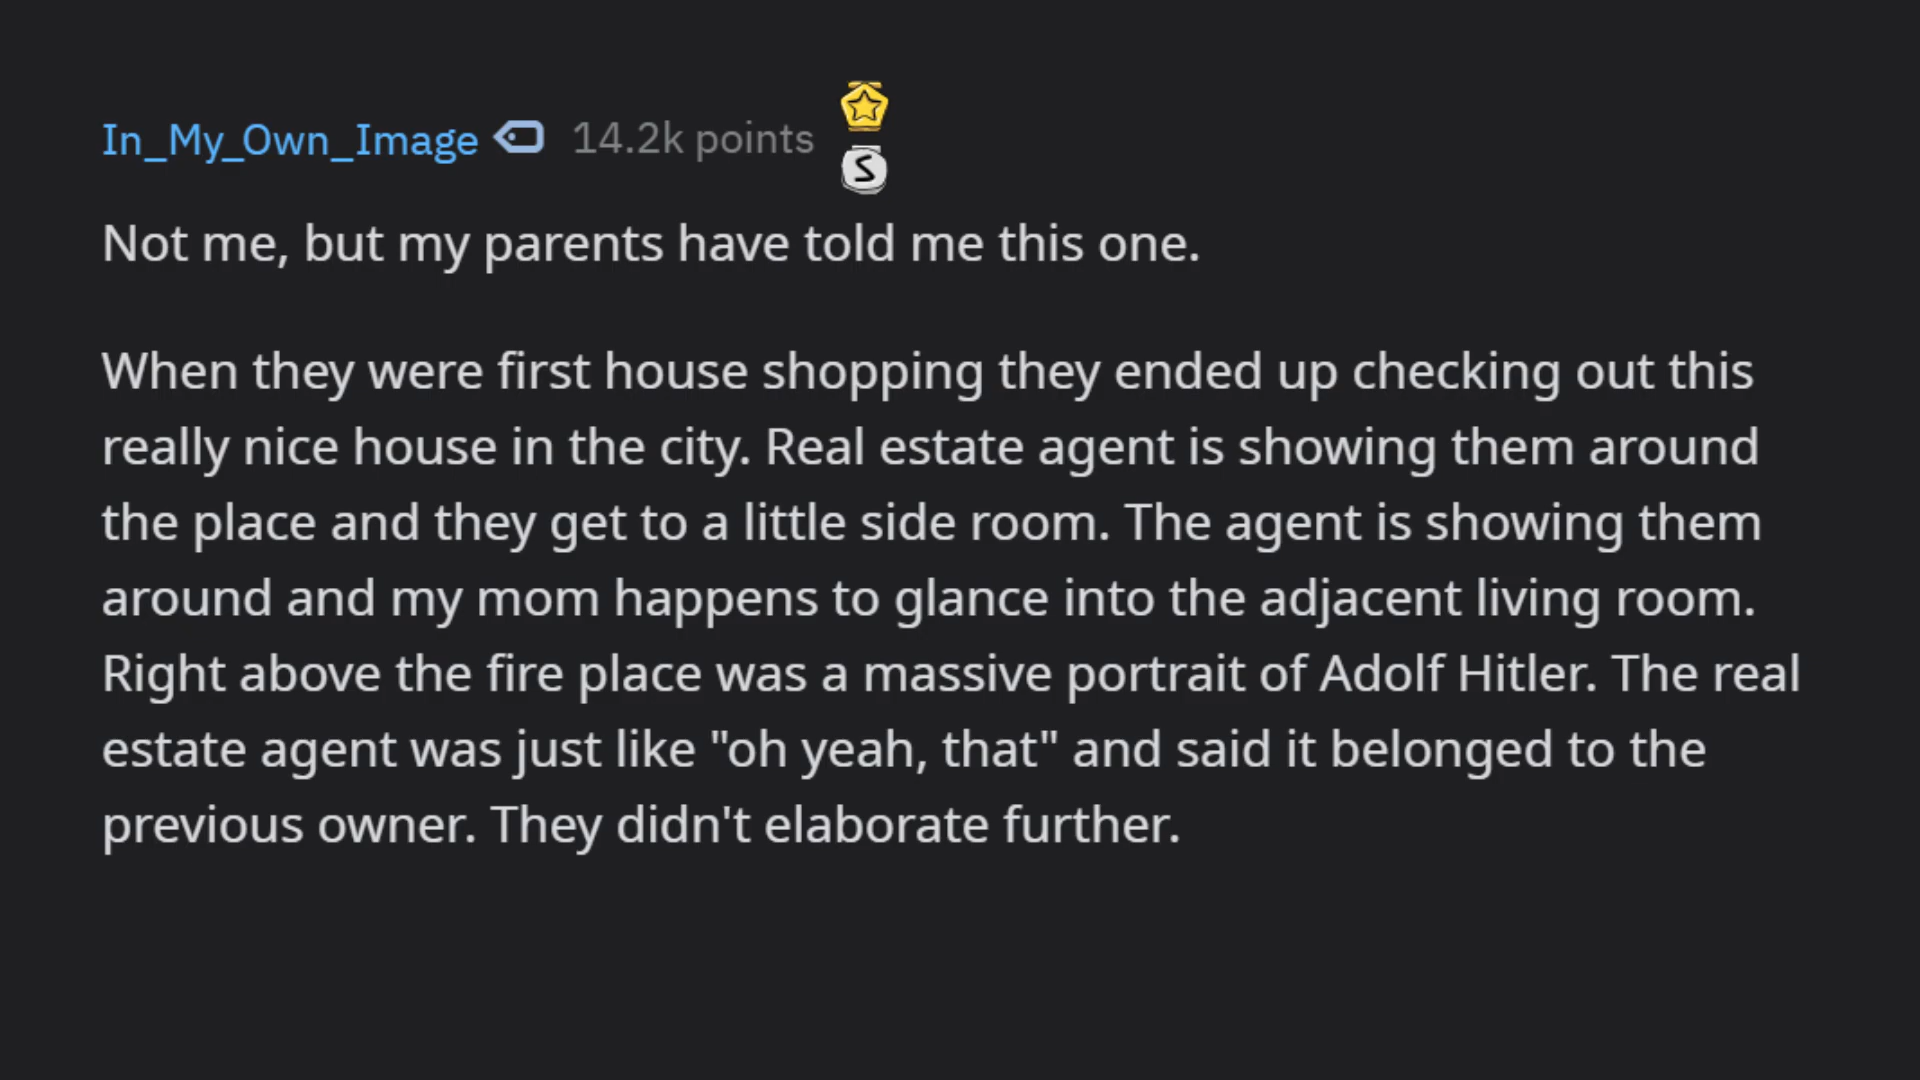 In_My_Own_Image 14.2k points
S
Not me, but my parents have told me this one.
When they were first house shopping they ended up checking out this
really nice house in the city. Real estate agent is showing them around
the place and they get to a little side room. The agent is showing them
around and my mom happens to glance into the adjacent living room.
Right above the fire place was a massive portrait of Adolf Hitler. The real
estate agent was just like "oh yeah, that" and said it belonged to the
previous owner. They didn't elaborate further.